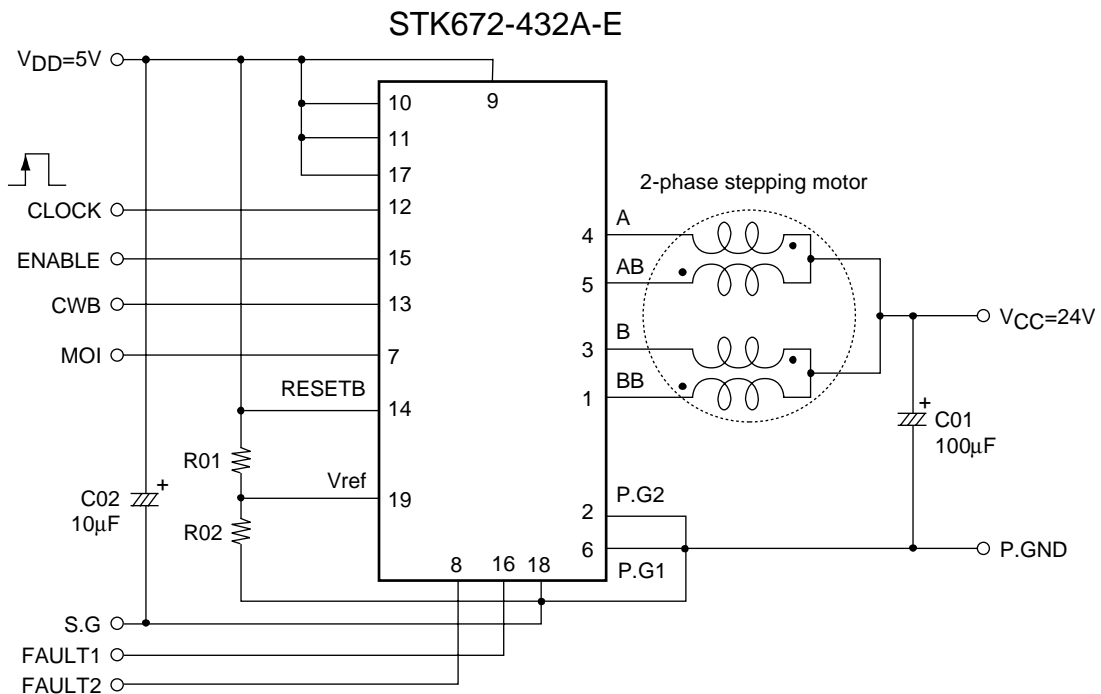 STK672-432A-E
VDD=5V
9
10
11
17
2-phase stepping motor
CLOCK
12
A
4
ENABLE
15
AB
5
CWB
13
VCC=24V
B
3
MOI
7
BB
1
RESETB
14
+
C01
100μF
R01
Vref
19
+
C02
10μF
R02
P.G2
2
6
P.GND
P.G1
8
16
18
S.G
FAULT1
FAULT2